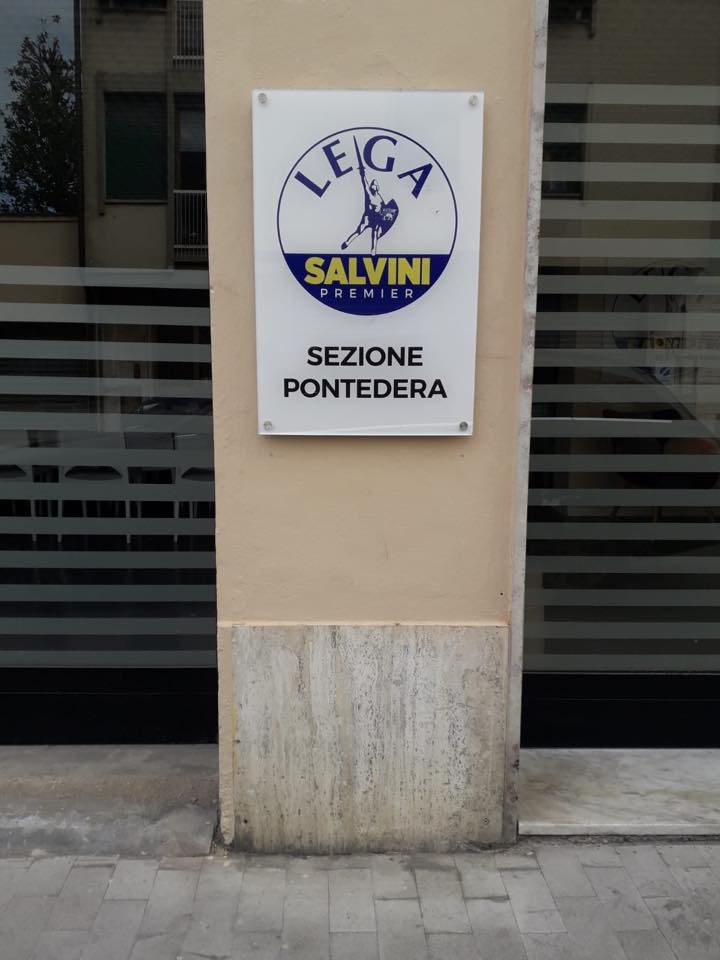 LEGA
SALVINI
PREMIER
SEZIONE
PONTEDERA